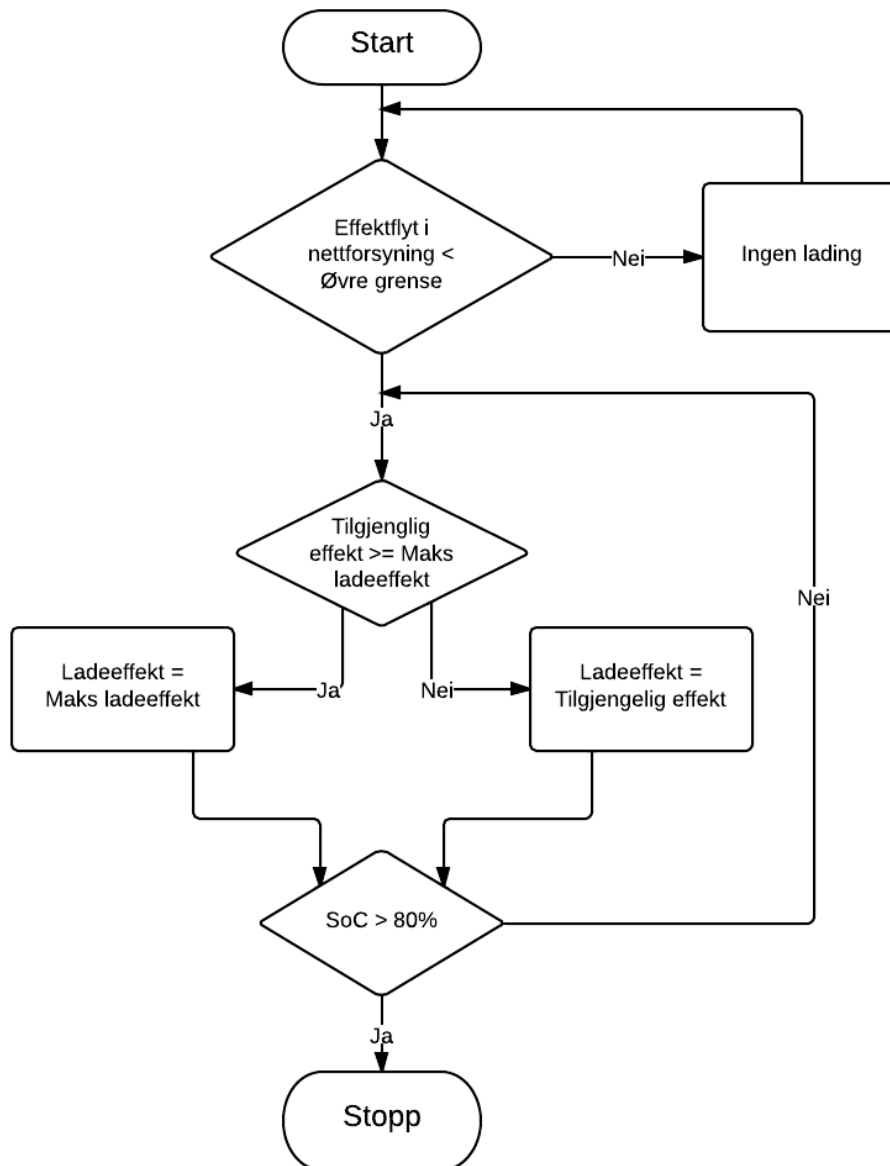 Start
Effektflyt i
nettforsyning <
Øvre grense
Nei
Ingen lading
Ja
Tilgjenglig
effekt >= Maks
ladeeffekt
Nei
Ladeeffekt =
Maks ladeeffekt
Ja
Nei
Ladeeffekt =
Tilgjengelig effekt
SoC > 80%
Ja
Stopp